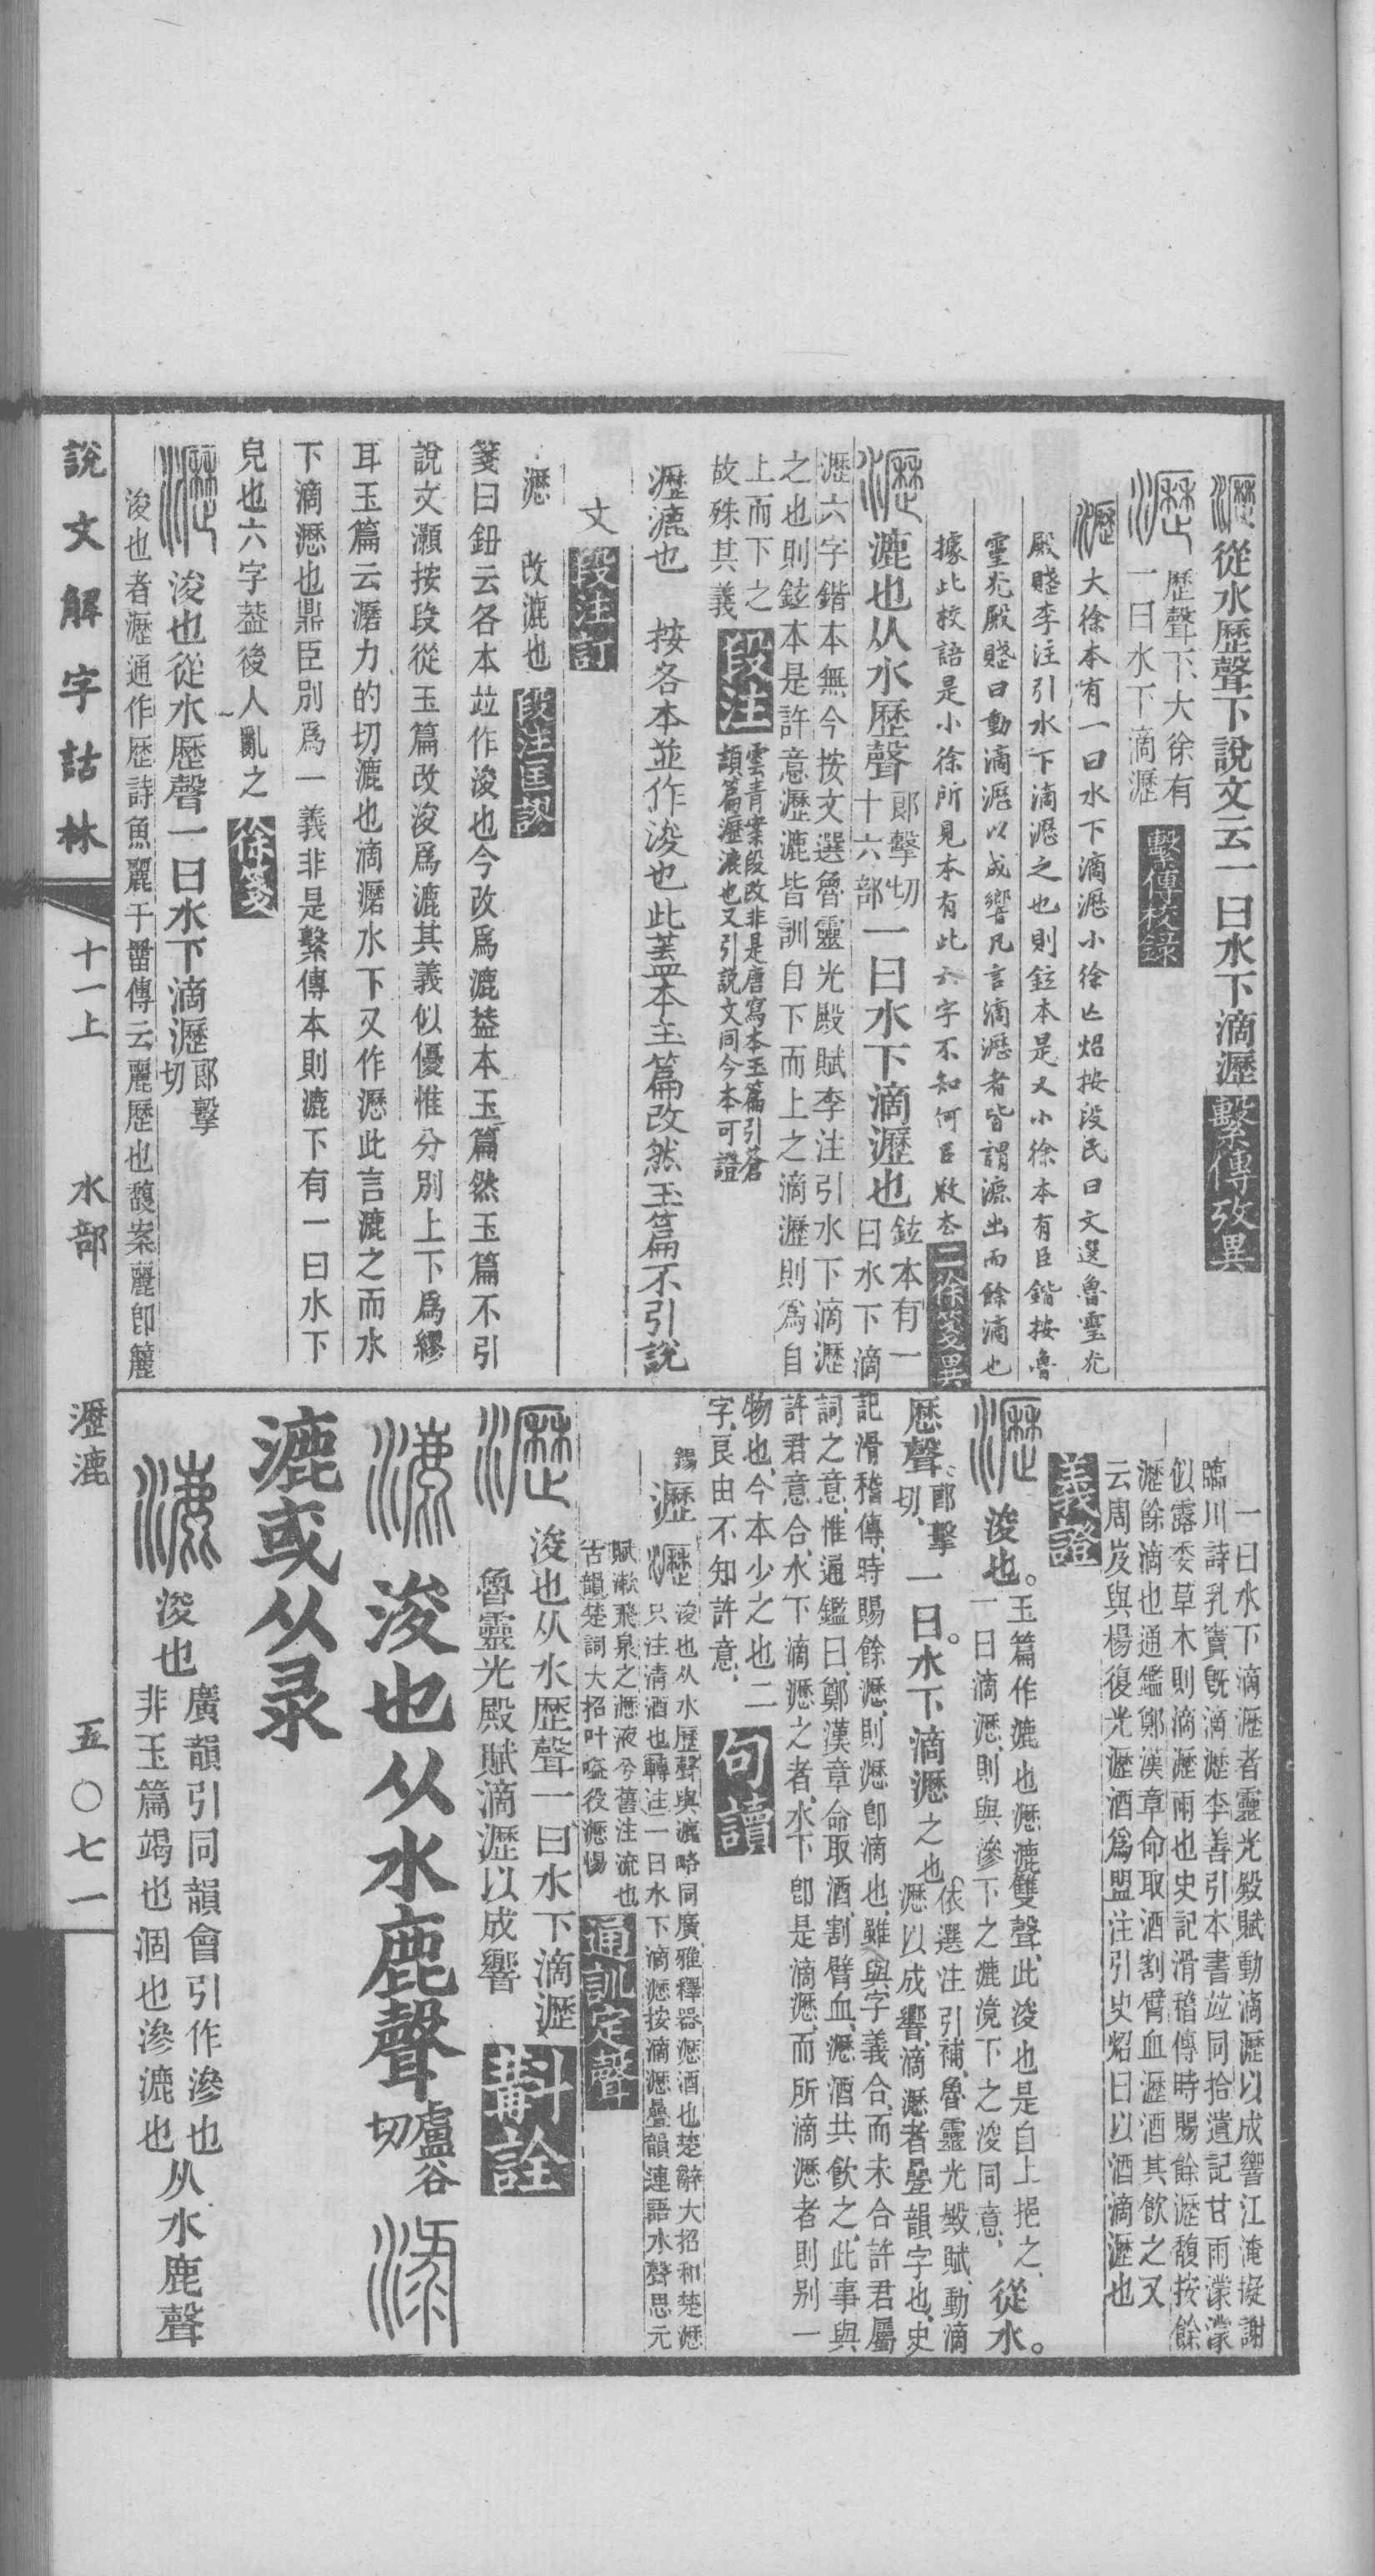 瀝從水歷聲下說文云一曰水下滴瀝繫傳攷異
瀝歷聲下大徐有
一曰水下滴瀝繫傳校錄
瀝大徐本有一曰水下滴瀝小徐亡炤按段氏曰文選魯靈光
殿賤李注引水下滴瀝之也則鉉本是又小徐本有臣鍇按魯
靈光殿賤曰動滴瀝以成響凡言滴瀝者皆謂漉出而餘滴也
據此校語是小徐所見本有此六字不知何臣敚本二徐箋異
瀝漉也从水歷聲郎擊切十六部一曰水下滴瀝也鉉本有一曰水下滴
瀝六字鍇本無今按文選魯靈光殿賦李注引水下滴瀝
之也則鉉本是許意瀝漉皆訓自下而上之滴瀝則爲自
上而下之
故殊其義段注雲青案段改非是唐寫本玉篇引蒼
頡篇瀝漉也又引説文同今本可證
瀝漉也 按各本並作浚也此蓋本玉篇改然玉篇不引說
文段注訂
瀝 改漉也段注匡謬
箋曰鈕云各本竝作浚也今改爲漉葢本玉篇然玉篇不引
說文灝按段從玉篇改浚爲漉其義似優惟分別上下爲繆
耳玉篇云瀝力的切漉也滴瀝水下又作瀝此言漉之而水
下滴瀝也鼎臣別爲一義非是繫傳本則漉下有一曰水下
皃也六字葢後人亂之徐箋
瀝浚也從水歷聲一曰水下滴瀝郎擊切
浚也者瀝通作歷詩魚麗于罶傳云麗歷也馥案麗卽䍽
一曰水下滴瀝者靈光殿賦動滴瀝以成響江淹擬謝
臨川詩乳竇旣滴瀝李善引本書竝同拾遺記甘雨濛濛
似露委草木則滴瀝雨也史記滑稽傳時賜餘瀝馥按餘
瀝餘滴也通鑑鄭漢章命取酒割臂血瀝酒其飲之又
云周岌與楊復光瀝酒爲盟注引史炤曰以酒滴瀝也
義證
瀝浚也。玉篇作漉也瀝漉雙聲、此浚也是自上挹之、從水。
一曰滴瀝、則與滲下之漉、滰下之浚同意、
歷聲、郎擊切、一曰。水下滴瀝之也、依選注引補、魯靈光殿賦、動滴
瀝以成響、滴瀝者疊韻字也、史
記滑稽傳、時賜餘瀝、則瀝卽滴也、雖與字義合、而未合許君屬
詞之意、惟通鑑曰、鄭漢章命取酒、割臂血、瀝酒共飲之、此事與
許君意合、水下滴瀝之者、水下卽是滴瀝、而所滴瀝者則別一
物也、今本少之也二
字、良由不知許意、句讀
錫瀝瀝浚也从水歷聲與漉略同廣雅釋器瀝酒也楚辭大招和楚瀝
只注清酒也轉注一曰水下滴瀝按滴瀝疊韻連語水聲思元
賦漱飛泉之瀝液兮舊注流也
古韻楚詞大招叶嗌役瀝惕通訓定聲
瀝浚也从水歷聲一曰水下滴瀝
魯靈光殿賦滴瀝以成響斠詮
漉浚也从水鹿聲盧谷切渌
漉或从录
漉浚也廣韻引同韻會引作滲也
非玉篇竭也涸也滲漉也从水鹿聲
說文解字詁林 十一上 水部 瀝漉 五〇七一